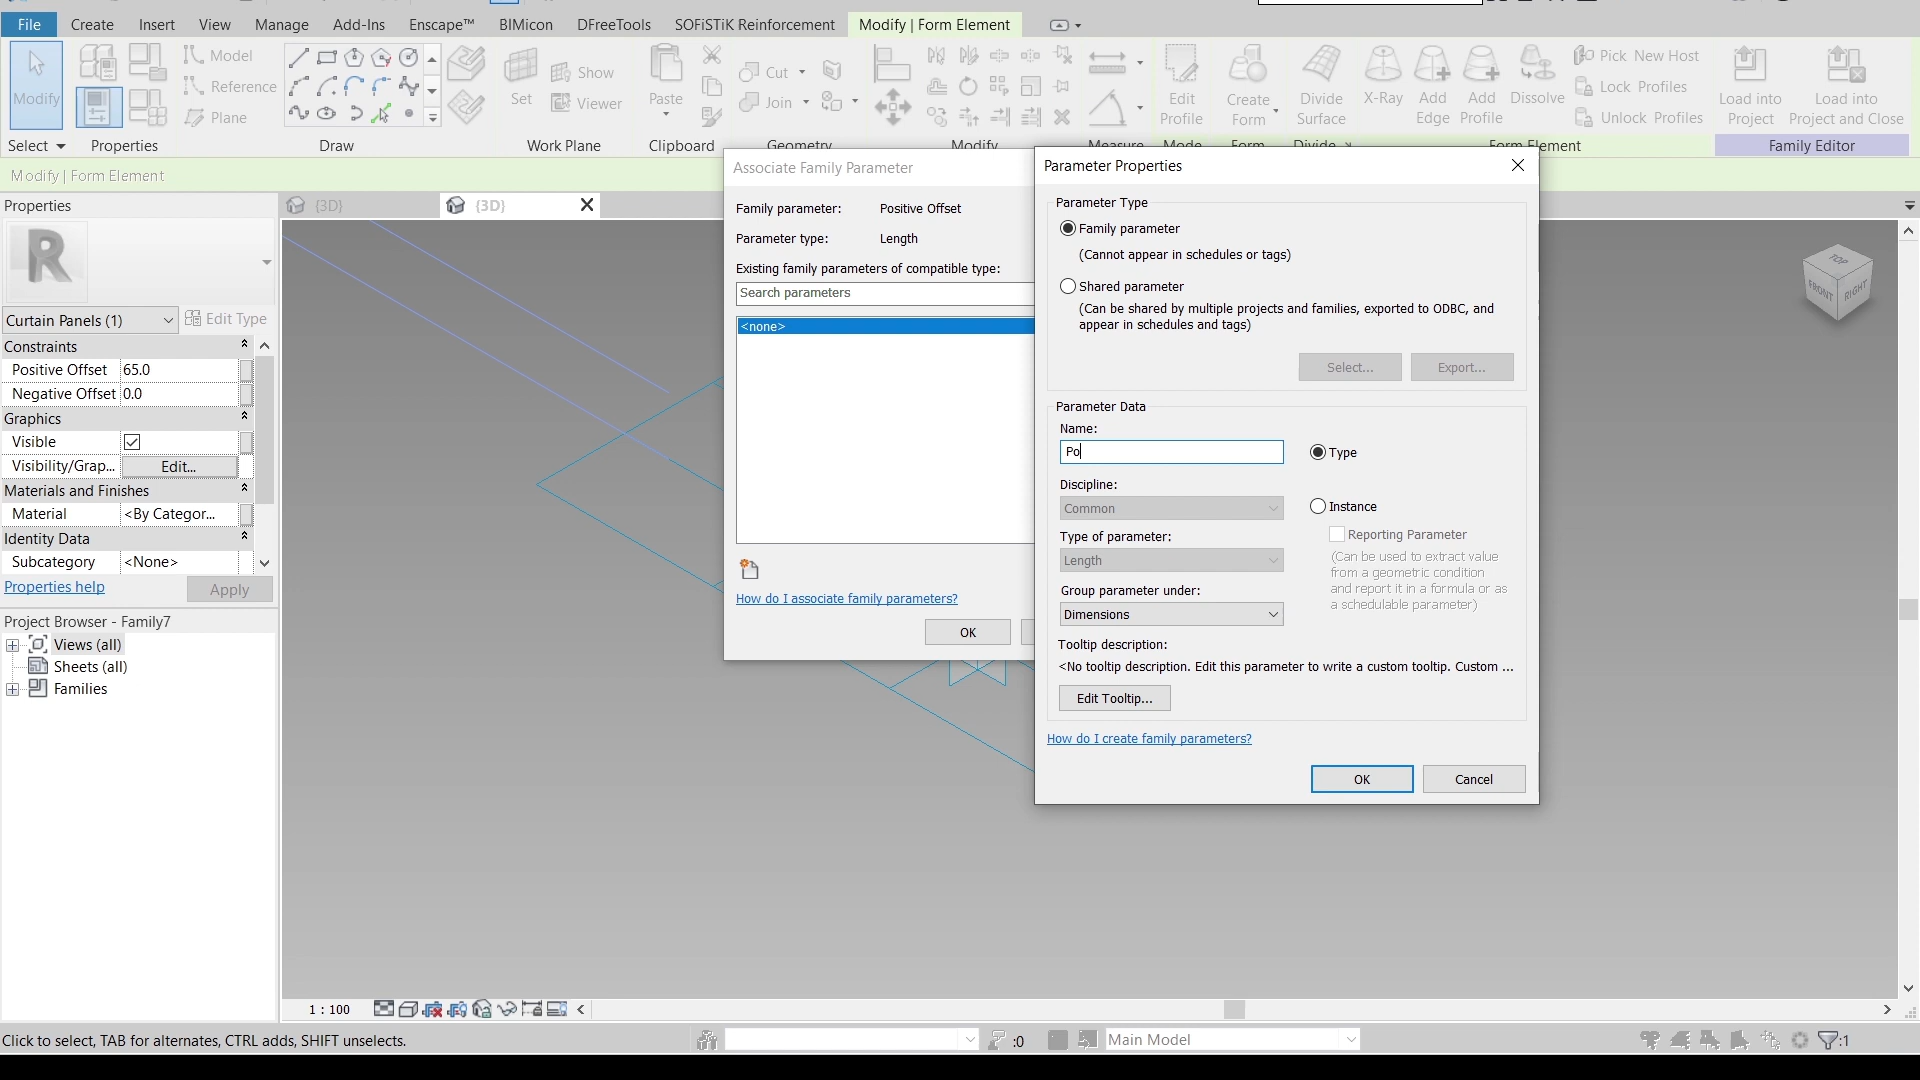 File Create Insert View Manage Add-Ins Enscape™ BIMicon DFreeTools SOFiSTiK Reinforcement Modify | Form Element
Modify
Model
Reference
Plane
Set
Show
Viewer
Paste
Cut
Join
Edit Profile
Create Form
Divide Surface
X-Ray
Add Edge
Add Profile
Dissolve
Pick New Host
Lock Profiles
Unlock Profiles
Load into Project
Load into Project and Close
Select Properties Draw Work Plane Clipboard Geometry Modify Measure Mode Form Divide Form Element Family Editor
Modify | Form Element
Properties
{3D}
{3D}
R
Curtain Panels (1)
Edit Type
Constraints
Positive Offset 65.0
Negative Offset 0.0
Graphics
Visible
Visibility/Grap... Edit...
Materials and Finishes
Material <By Categor...
Identity Data
Subcategory <None>
Properties help
Apply
Project Browser - Family7
Views (all)
Sheets (all)
Families
Associate Family Parameter
Family parameter: Positive Offset
Parameter type: Length
Existing family parameters of compatible type:
Search parameters
<none>
How do I associate family parameters?
OK
Parameter Properties
Parameter Type
Family parameter
(Cannot appear in schedules or tags)
Shared parameter
(Can be shared by multiple projects and families, exported to ODBC, and
appear in schedules and tags)
Select...
Export...
Parameter Data
Name:
Po
Type
Discipline:
Common
Instance
Type of parameter:
Reporting Parameter
Length
(Can be used to extract value
from a geometric condition
and report it in a formula or as
a schedulable parameter)
Group parameter under:
Dimensions
Tooltip description:
<No tooltip description. Edit this parameter to write a custom tooltip. Custom ...
Edit Tooltip...
How do I create family parameters?
OK
Cancel
TOP
FRONT
RIGHT
1 : 100
Click to select, TAB for alternates, CTRL adds, SHIFT unselects.
:0
Main Model
:1